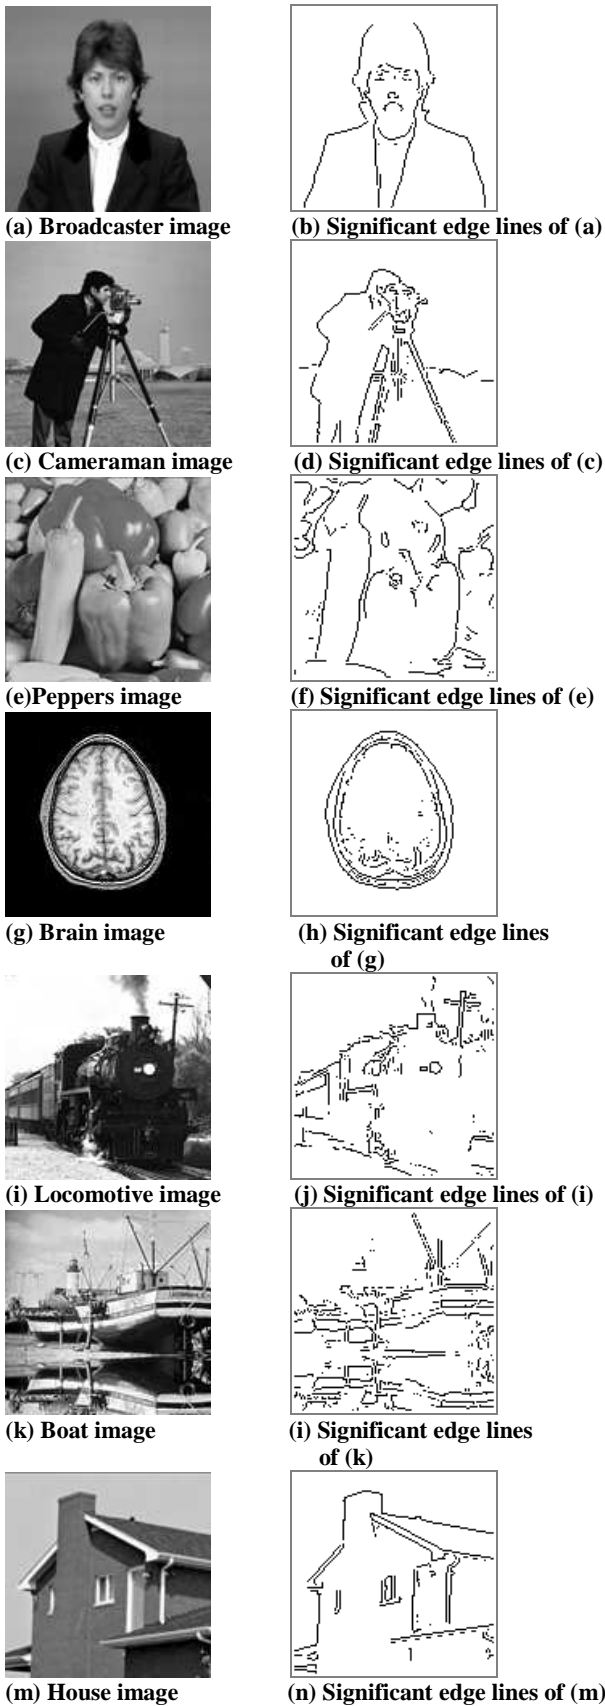 (a) Broadcaster image
(b) Significant edge lines of (a)
(c) Cameraman image
(d) Significant edge lines of (c)
(e)Peppers image
(f) Significant edge lines of (e)
(g) Brain image
(h) Significant edge lines
of (g)
(i) Locomotive image
(j) Significant edge lines of (i)
(k) Boat image
(i) Significant edge lines
of (k)
(m) House image
(n) Significant edge lines of (m)